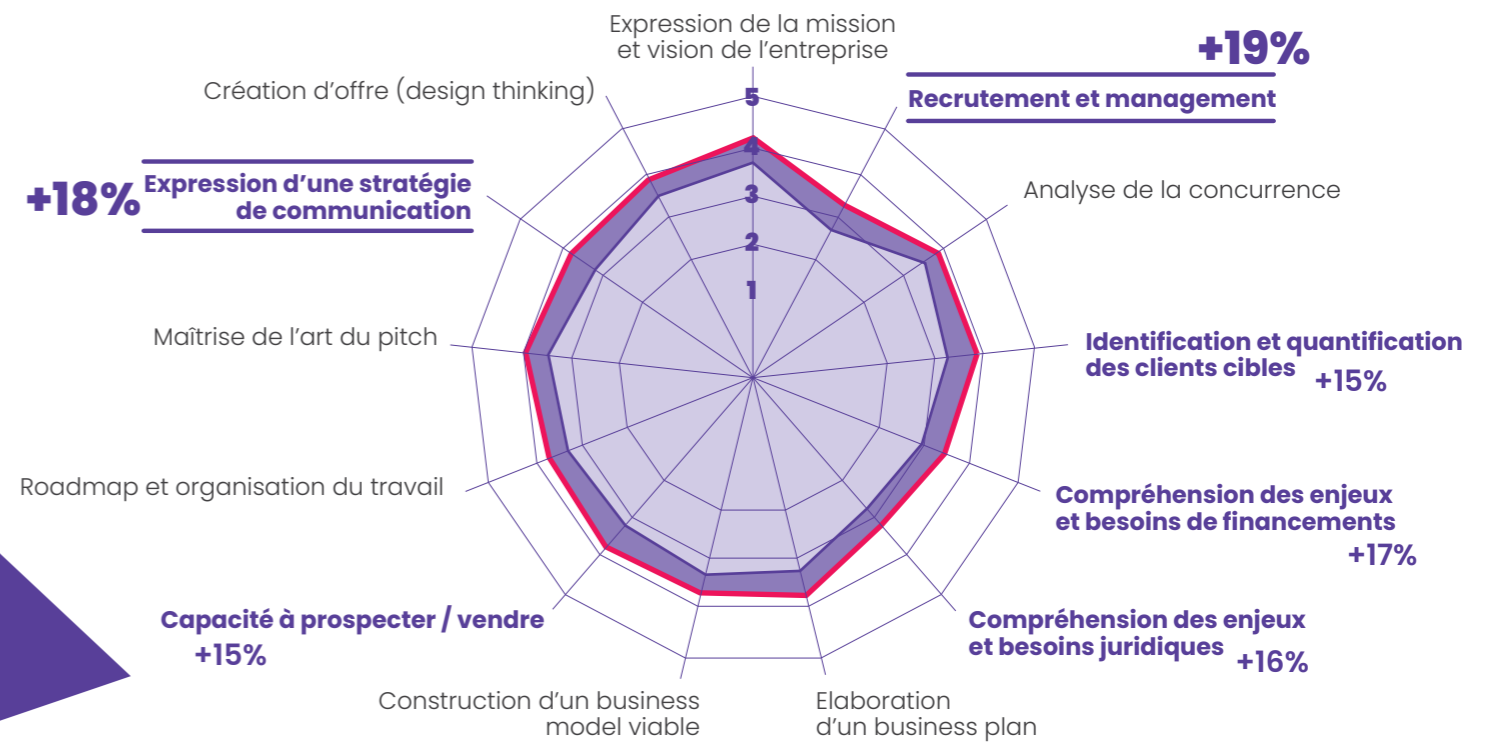 Expression de la mission
et vision de l’entreprise
+19%
Recrutement et management
Création d’offre (design thinking)
5
4
3
2
1
+18%
Expression d’une stratégie
de communication
Analyse de la concurrence
Maîtrise de l’art du pitch
Identification et quantification
des clients cibles
+15%
Roadmap et organisation du travail
Compréhension des enjeux
et besoins de financements
+17%
Capacité à prospecter / vendre
+15%
Compréhension des enjeux
et besoins juridiques
+16%
Construction d’un business
model viable
Elaboration
d’un business plan